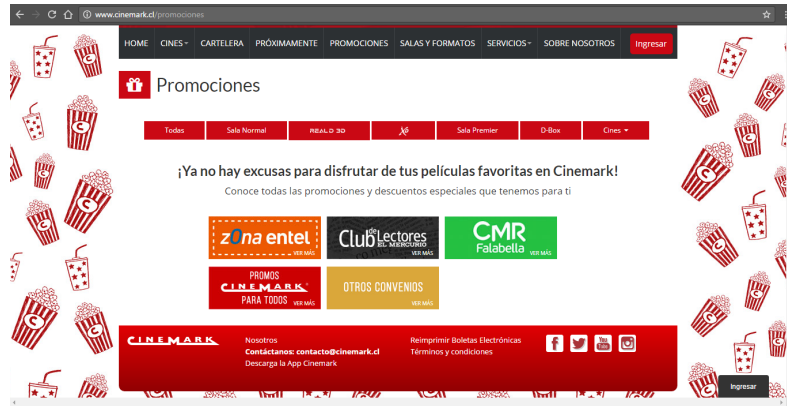 www.cinemark.cl/promociones
HOME CINES CARTELERA PRÓXIMAMENTE PROMOCIONES SALAS Y FORMATOS SERVICIOS SOBRE NOSOTROS Ingresar
Promociones
Todas Sala Normal REALD 3D XD Sala Premier D-Box Cines
¡Ya no hay excusas para disfrutar de tus películas favoritas en Cinemark!
Conoce todas las promociones y descuentos especiales que tenemos para ti
zona entel
VER MÁS
Club de Lectores
EL MERCURIO
VER MÁS
CMR
Falabella
VER MÁS
PROMOS
CINEMARK
PARA TODOS
VER MÁS
OTROS CONVENIOS
VER MÁS
CINEMARK
Nosotros
Contáctanos: contacto@cinemark.cl
Descarga la App Cinemark
Reimprimir Boletas Electrónicas
Términos y condiciones
f
You
Tube
Ingresar